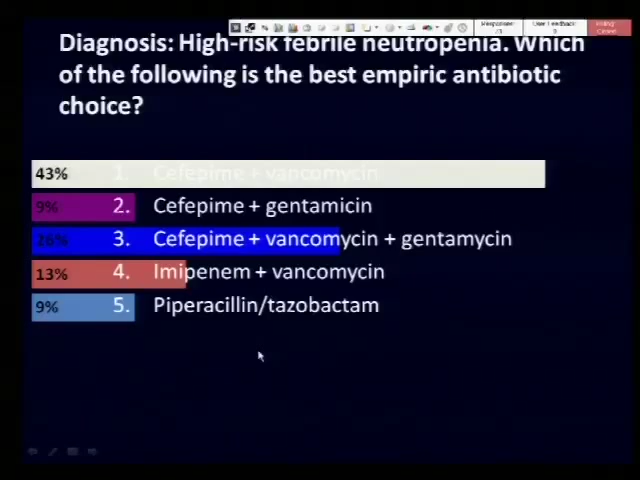 Diagnosis: High-risk febrile neutropenia. Which
of the following is the best empiric antibiotic
choice?
43% 1. Cefepime + vancomycin
9% 2. Cefepime + gentamicin
26% 3. Cefepime + vancomycin + gentamycin
13% 4. Imipenem + vancomycin
9% 5. Piperacillin/tazobactam